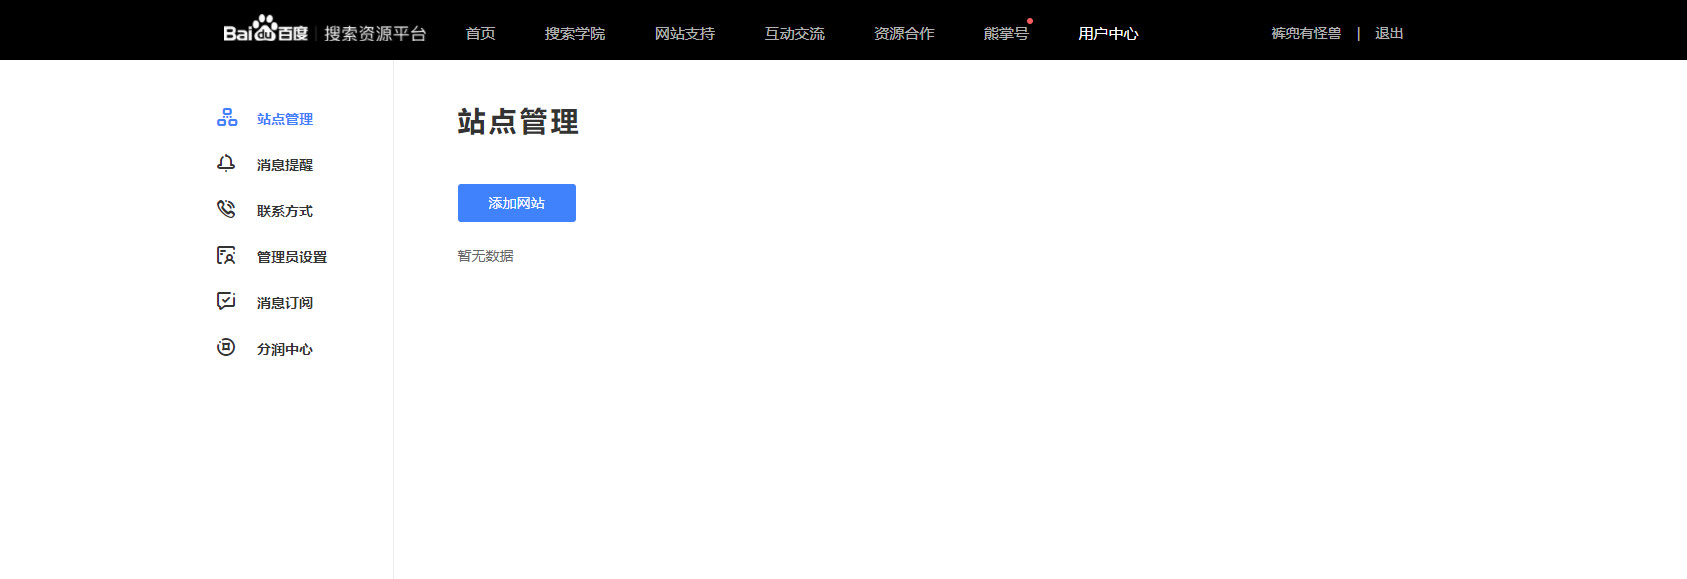 Baidu百度 | 搜索资源平台 首页 搜索学院 网站支持 互动交流 资源合作 熊掌号 用户中心 裤兜有怪兽 | 退出
站点管理
消息提醒
联系方式
管理员设置
消息订阅
分润中心
站点管理
添加网站
暂无数据